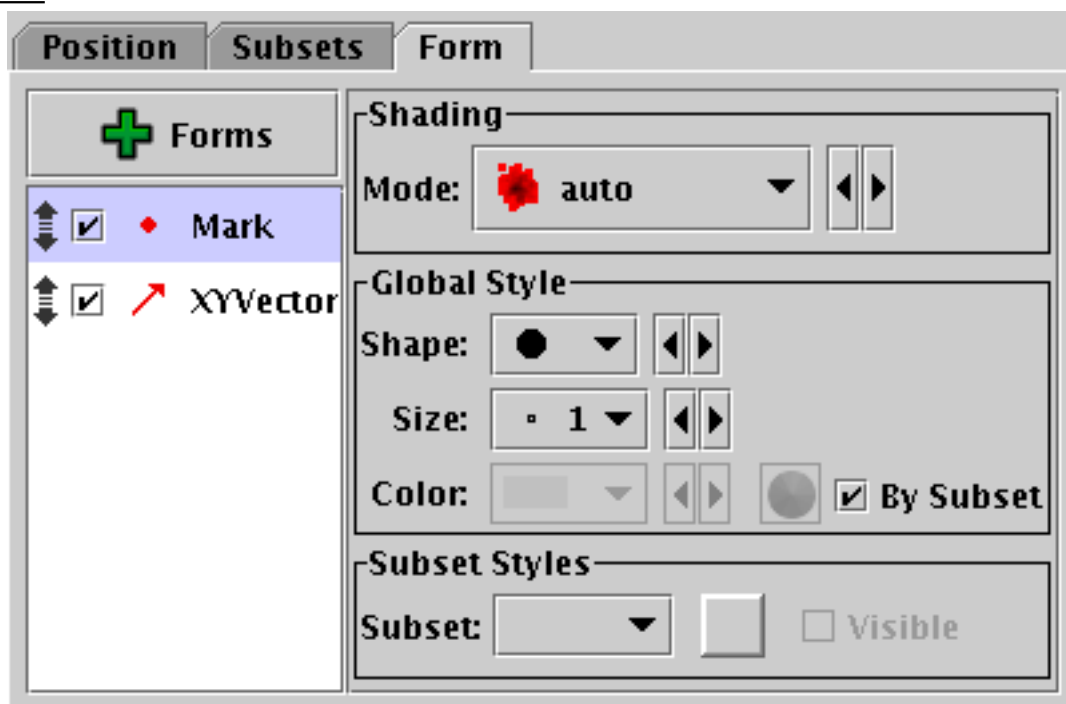 Position Subsets Form
Forms
Mark
XYVector
Shading
Mode: auto
Global Style
Shape:
Size: 1
Color: By Subset
Subset Styles
Subset: Visible